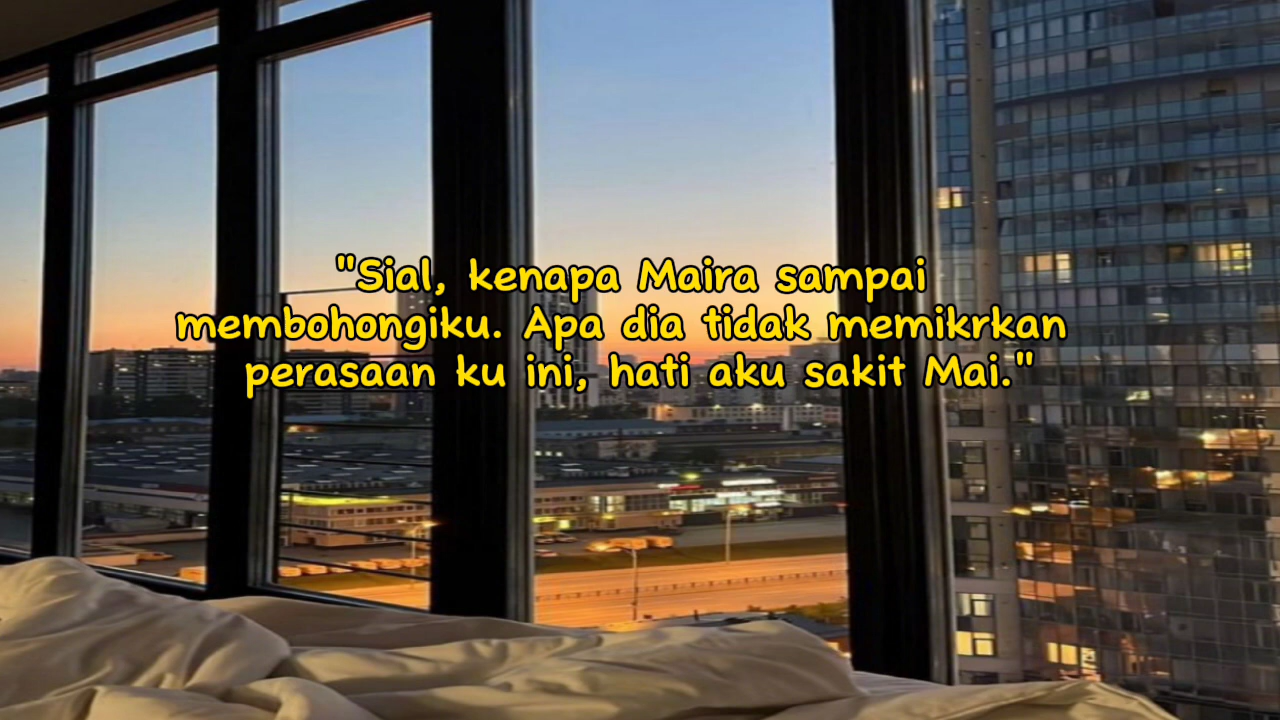 "Sial, kenapa Maira sampai
membohongiku. Apa dia tidak memikrkan
perasaan ku ini, hati aku sakit Mai."